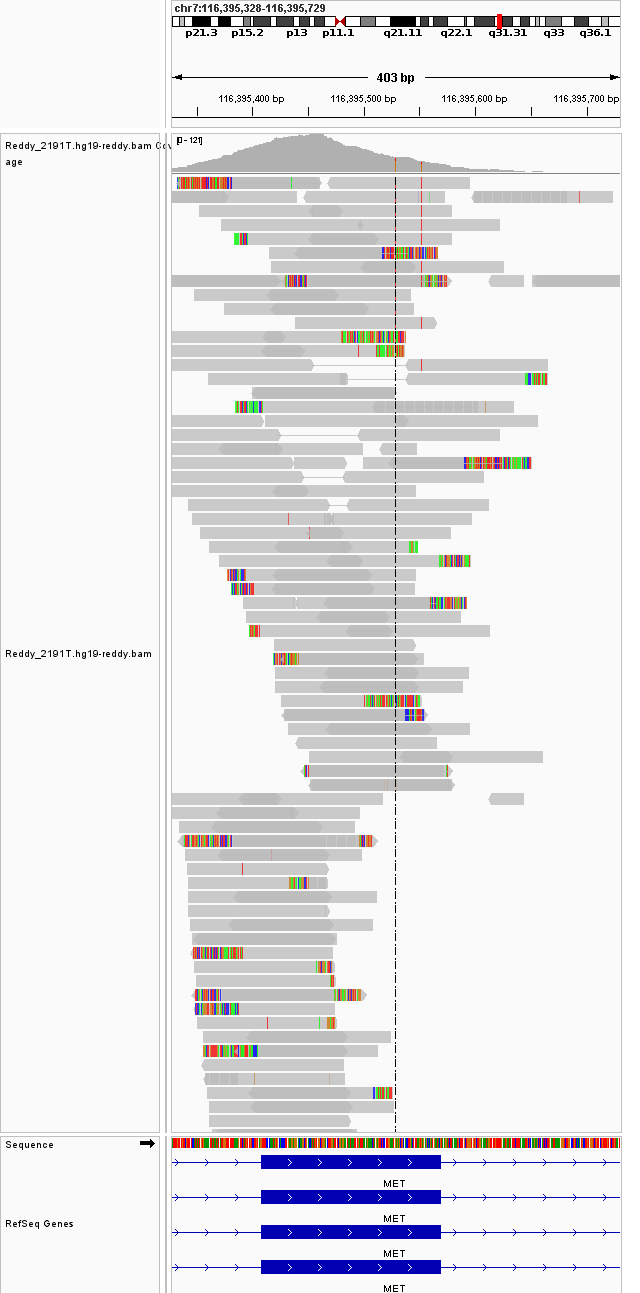 chr7:116,395,328-116,395,729
p21.3 p15.2 p13 p11.1 q21.11 q22.1 q31.31 q33 q36.1
403 bp
116,395,400 bp 116,395,500 bp 116,395,600 bp 116,395,700 bp
Reddy_2191T.hg19-reddy.bam Cov
age
[0 - 121]
Reddy_2191T.hg19-reddy.bam
Sequence
MET
MET
RefSeq Genes
MET
MET